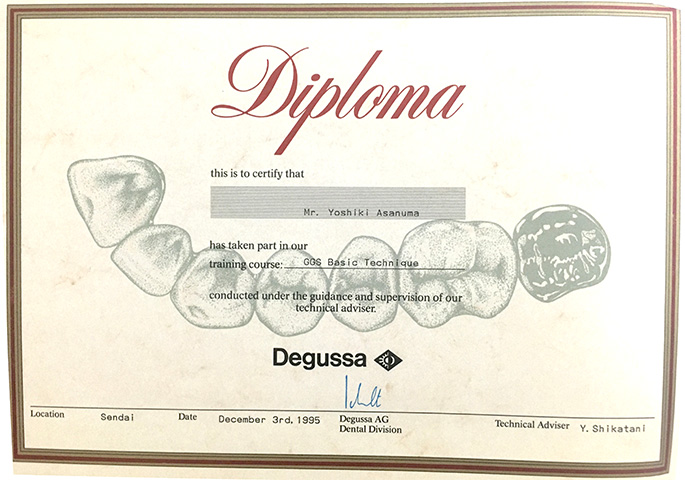 Diploma
this is to certify that
Mr. Yoshiki Asanuma
has taken part in our
training course: GGS Basic Technique
conducted under the guidance and supervision of our
technical adviser.
Degussa
Location Sendai Date December 3rd, 1995 Degussa AG Technical Adviser Y. Shikatani
Dental Division